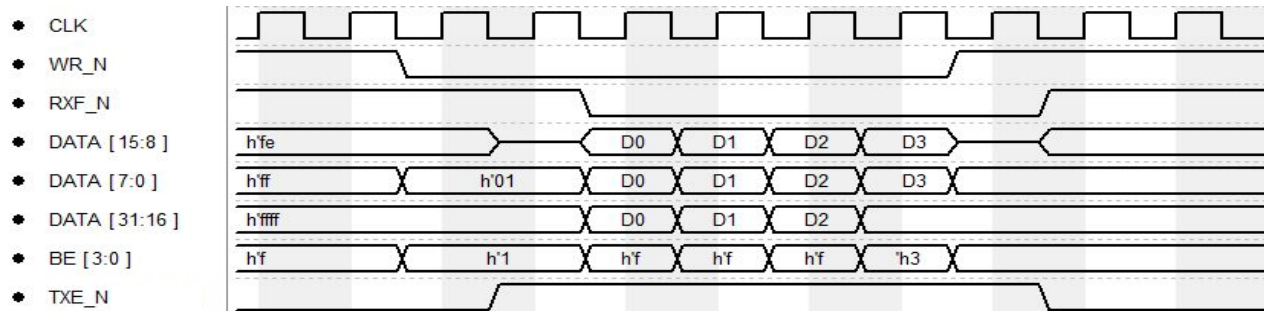 CLK
WR_N
RXF_N
DATA [ 15:8 ] h'fe D0 D1 D2 D3
DATA [7:0 ] h'ff h'01 D0 D1 D2 D3
DATA [ 31:16 ] h'ffff D0 D1 D2
BE [ 3:0 ] h'f h'1 h'f h'f h'f 'h3
TXE_N